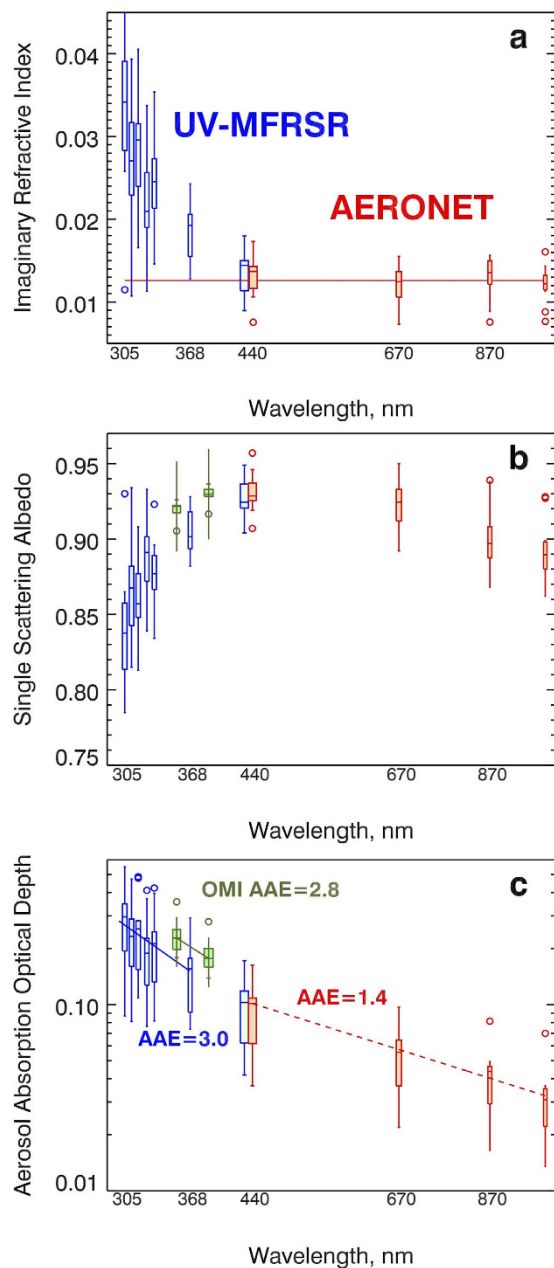 a
0.04
0.03
0.02
0.01
Imaginary Refractive Index
UV-MFRSR
AERONET
305 368 440 670 870
Wavelength, nm
b
0.95
0.90
0.85
0.80
0.75
Single Scattering Albedo
305 368 440 670 870
Wavelength, nm
c
OMI AAE=2.8
0.10
AAE=1.4
AAE=3.0
0.01
Aerosol Absorption Optical Depth
305 368 440 670 870
Wavelength, nm